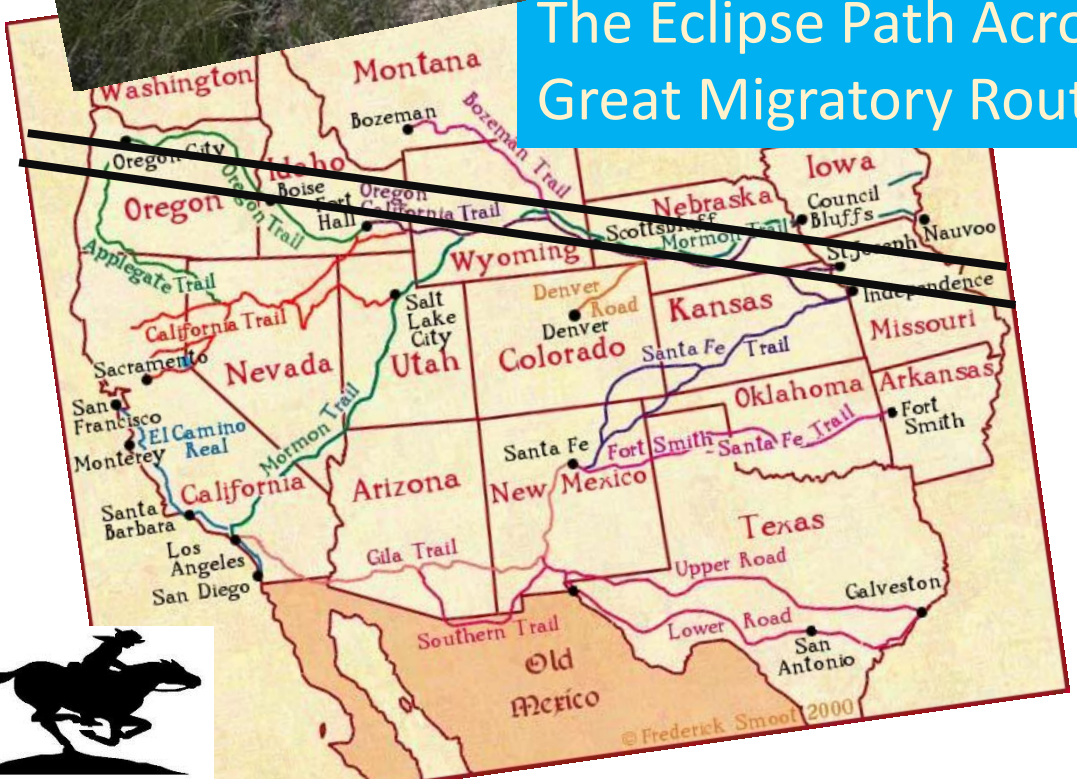 The Eclipse Path
Great Migratory
Washington
Montana
Bozeman
Bozeman Trail
Oregon City
Idaho
Iowa
Oregon
Oregon Trail
Boise
Fort
Hall
Oregon
California Trail
Nebraska
Council
Bluffs
Scottsbluff
Mormon Trail
Nauvoo
St Joseph
Independence
Applegate Trail
Wyoming
Salt
Lake
City
Denver
Road
Denver
Kansas
Missouri
California Trail
Sacramento
Nevada
Utah
Colorado
Santa Fe Trail
Oklahoma
Arkansas
San
Francisco
El Camino
Real
Monterey
Mormon Trail
Santa Fe
Fort Smith-Santa Fe Trail
Fort
Smith
California
Arizona
New Mexico
Santa
Barbara
Texas
Los
Angeles
San Diego
Gila Trail
Upper Road
Galveston
Southern Trail
Lower Road
San
Antonio
Old
Mexico
© Frederick Smoot 2000